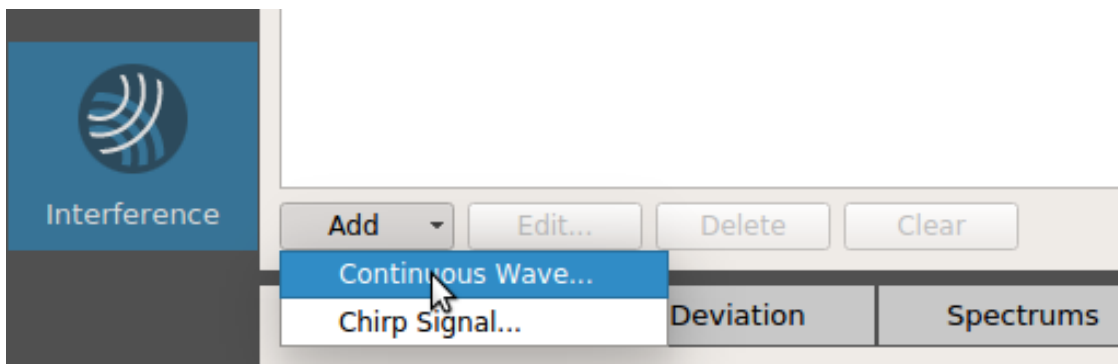 Interference
Add Edit... Delete Clear
Continuous Wave...
Chirp Signal...
Deviation Spectrums